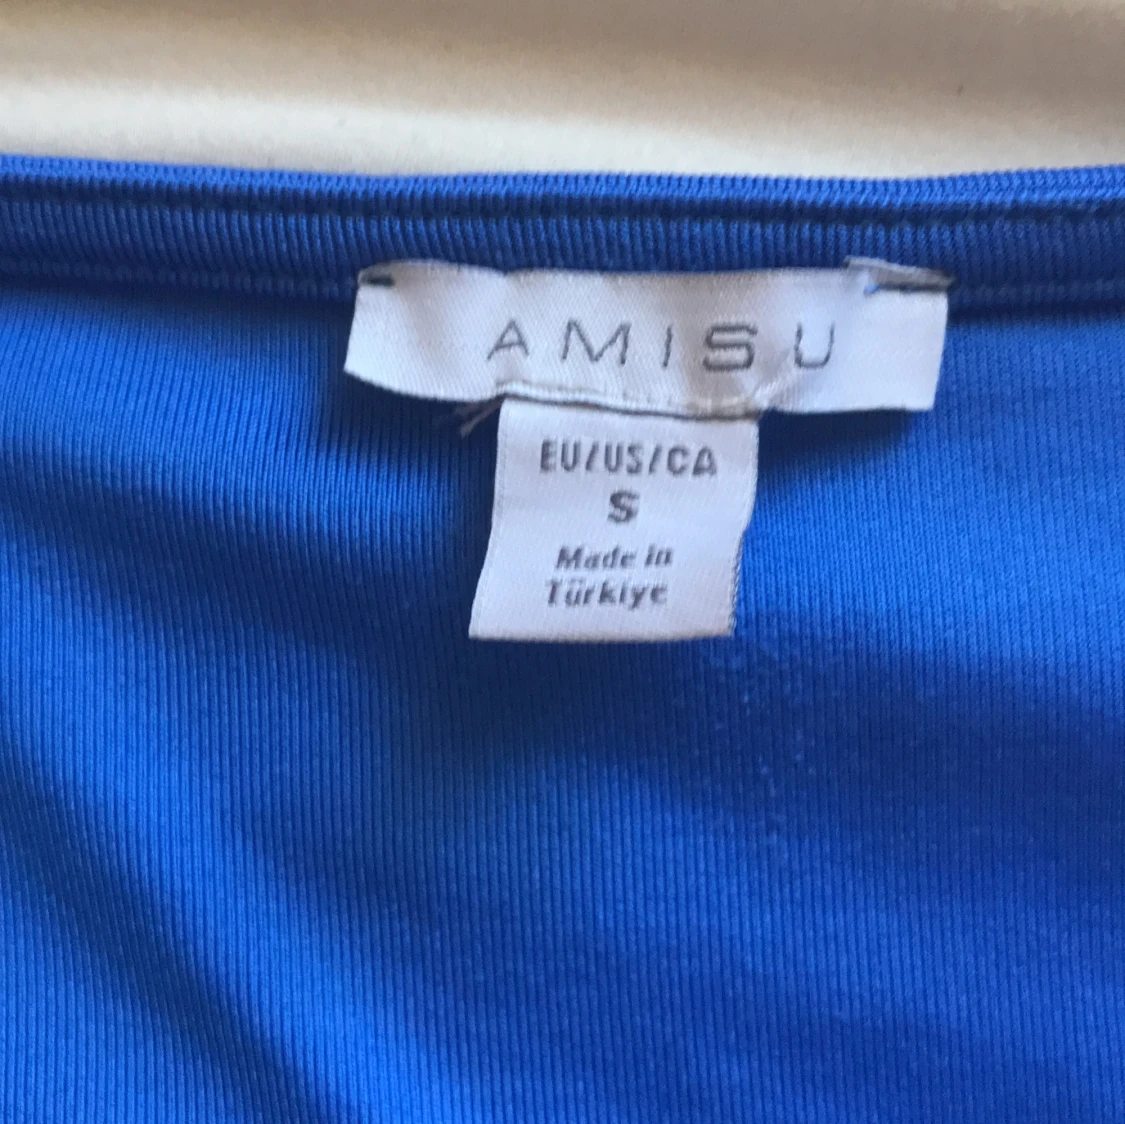 AMISU
EU/US/CA
S
Made in
Türkiye